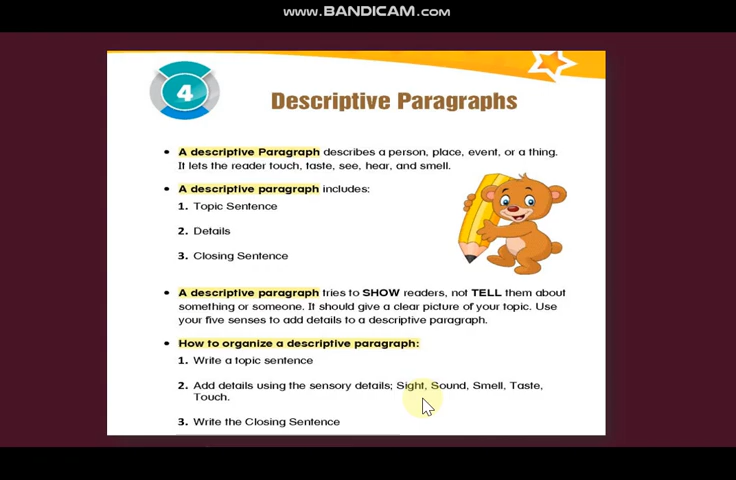 www.BANDICAM.com
4
Descriptive Paragraphs
• A descriptive Paragraph describes a person, place, event, or a thing.
It lets the reader touch, taste, see, hear, and smell.
• A descriptive paragraph includes:
1. Topic Sentence
2. Details
3. Closing Sentence
• A descriptive paragraph tries to SHOW readers, not TELL them about
something or someone. It should give a clear picture of your topic. Use
your five senses to add details to a descriptive paragraph.
• How to organize a descriptive paragraph:
1. Write a topic sentence
2. Add details using the sensory details; Sight, Sound, Smell, Taste,
Touch.
3. Write the Closing Sentence